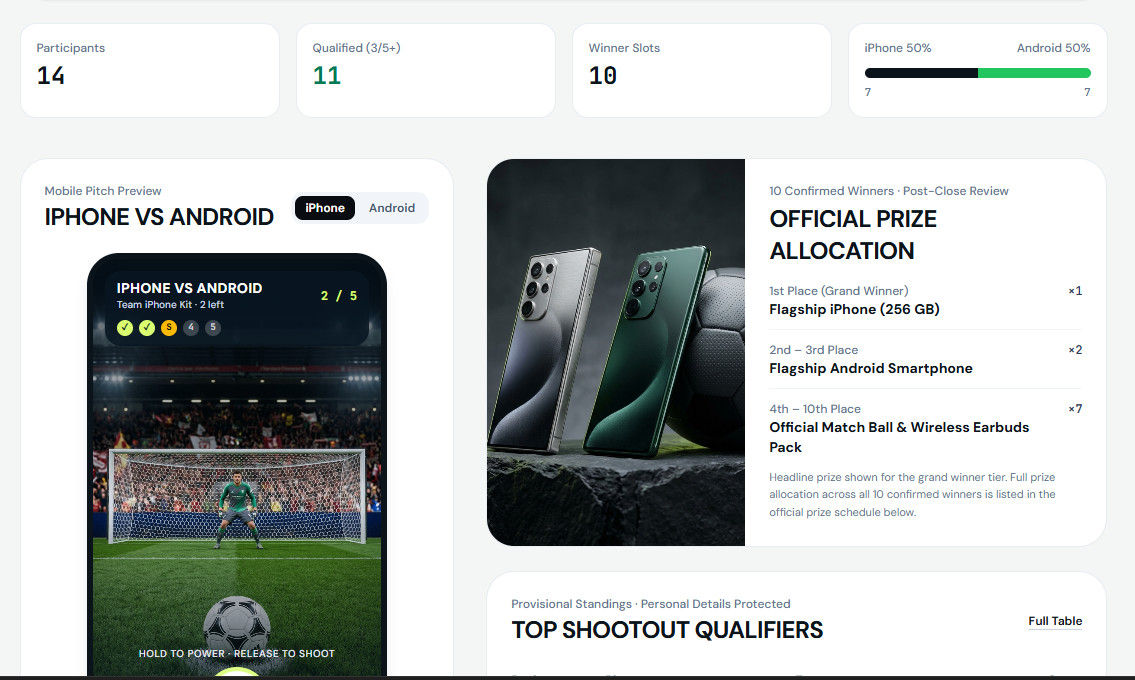 Participants
14
Qualified (3/5+)
11
Winner Slots
10
iPhone 50%
Android 50%
7
7
Mobile Pitch Preview
IPHONE VS ANDROID
iPhone
Android
IPHONE VS ANDROID
Team iPhone Kit · 2 left
2 / 5
✓ ✓ S 4 5
HOLD TO POWER · RELEASE TO SHOOT
10 Confirmed Winners · Post-Close Review
OFFICIAL PRIZE
ALLOCATION
1st Place (Grand Winner)
×1
Flagship iPhone (256 GB)
2nd – 3rd Place
×2
Flagship Android Smartphone
4th – 10th Place
×7
Official Match Ball & Wireless Earbuds
Pack
Headline prize shown for the grand winner tier. Full prize
allocation across all 10 confirmed winners is listed in the
official prize schedule below.
Provisional Standings · Personal Details Protected
TOP SHOOTOUT QUALIFIERS
Full Table